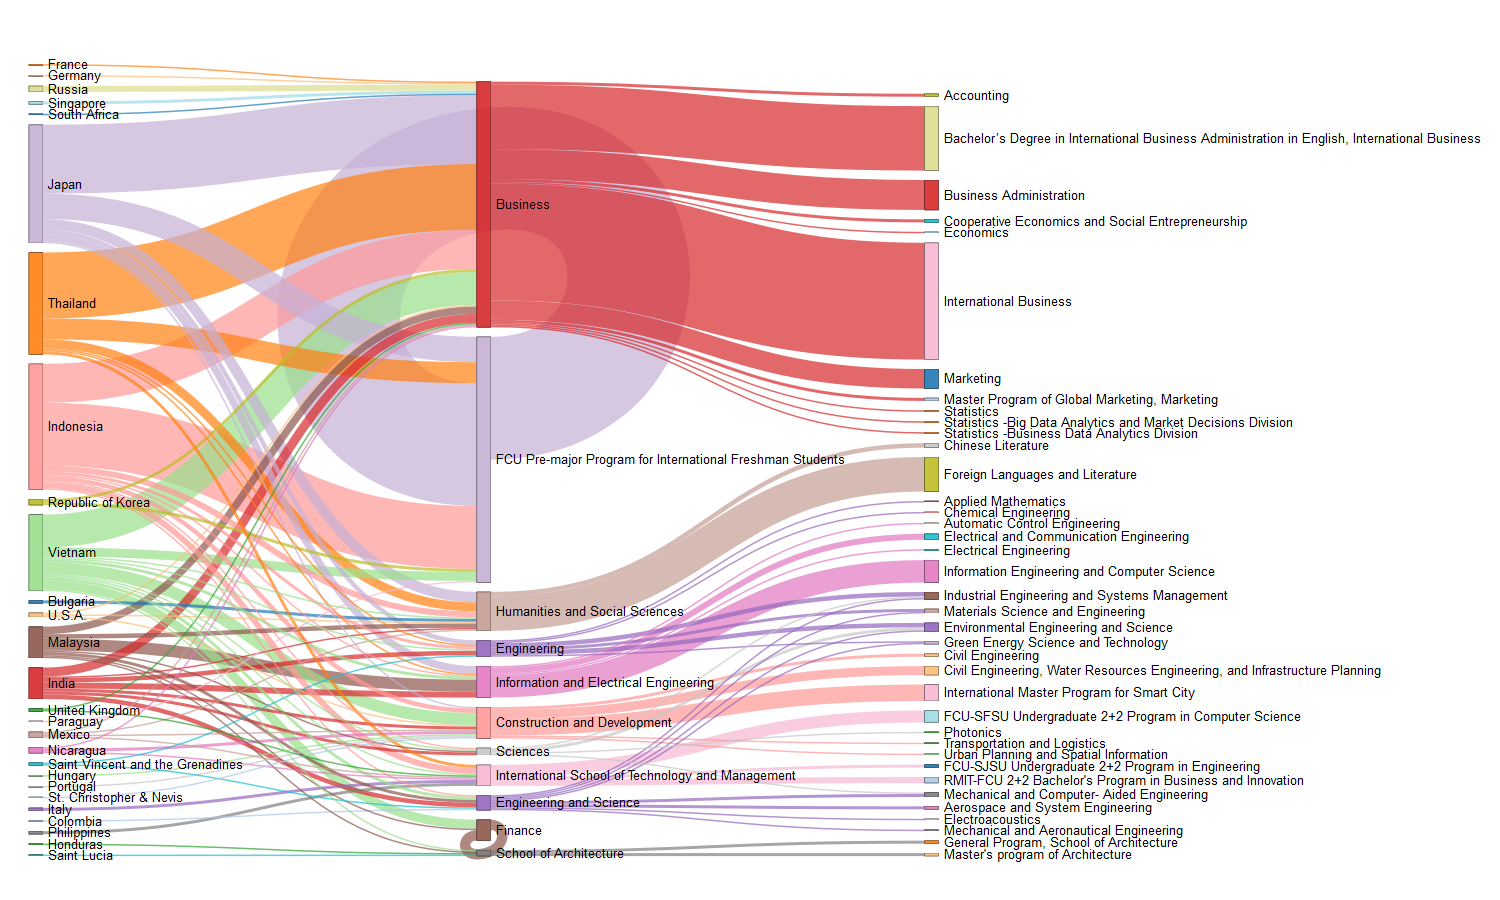 France
Germany
Russia
Singapore
South Africa
Japan
Thailand
Indonesia
Republic of Korea
Vietnam
Bulgaria
U.S.A.
Malaysia
India
United Kingdom
Paraguay
Mexico
Nicaragua
Saint Vincent and the Grenadines
Hungary
Portugal
St. Christopher & Nevis
Italy
Colombia
Philippines
Honduras
Saint Lucia
Business
FCU Pre-major Program for International Freshman Students
Humanities and Social Sciences
Engineering
Information and Electrical Engineering
Construction and Development
Sciences
International School of Technology and Management
Engineering and Science
Finance
School of Architecture
Accounting
Bachelor’s Degree in International Business Administration in English, International Business
Business Administration
Cooperative Economics and Social Entrepreneurship
Economics
International Business
Marketing
Master Program of Global Marketing, Marketing
Statistics
Statistics -Big Data Analytics and Market Decisions Division
Statistics -Business Data Analytics Division
Chinese Literature
Foreign Languages and Literature
Applied Mathematics
Chemical Engineering
Automatic Control Engineering
Electrical and Communication Engineering
Electrical Engineering
Information Engineering and Computer Science
Industrial Engineering and Systems Management
Materials Science and Engineering
Environmental Engineering and Science
Green Energy Science and Technology
Civil Engineering
Civil Engineering, Water Resources Engineering, and Infrastructure Planning
International Master Program for Smart City
FCU-SFSU Undergraduate 2+2 Program in Computer Science
Photonics
Transportation and Logistics
Urban Planning and Spatial Information
FCU-SJSU Undergraduate 2+2 Program in Engineering
RMIT-FCU 2+2 Bachelor's Program in Business and Innovation
Mechanical and Computer- Aided Engineering
Aerospace and System Engineering
Electroacoustics
Mechanical and Aeronautical Engineering
General Program, School of Architecture
Master's program of Architecture